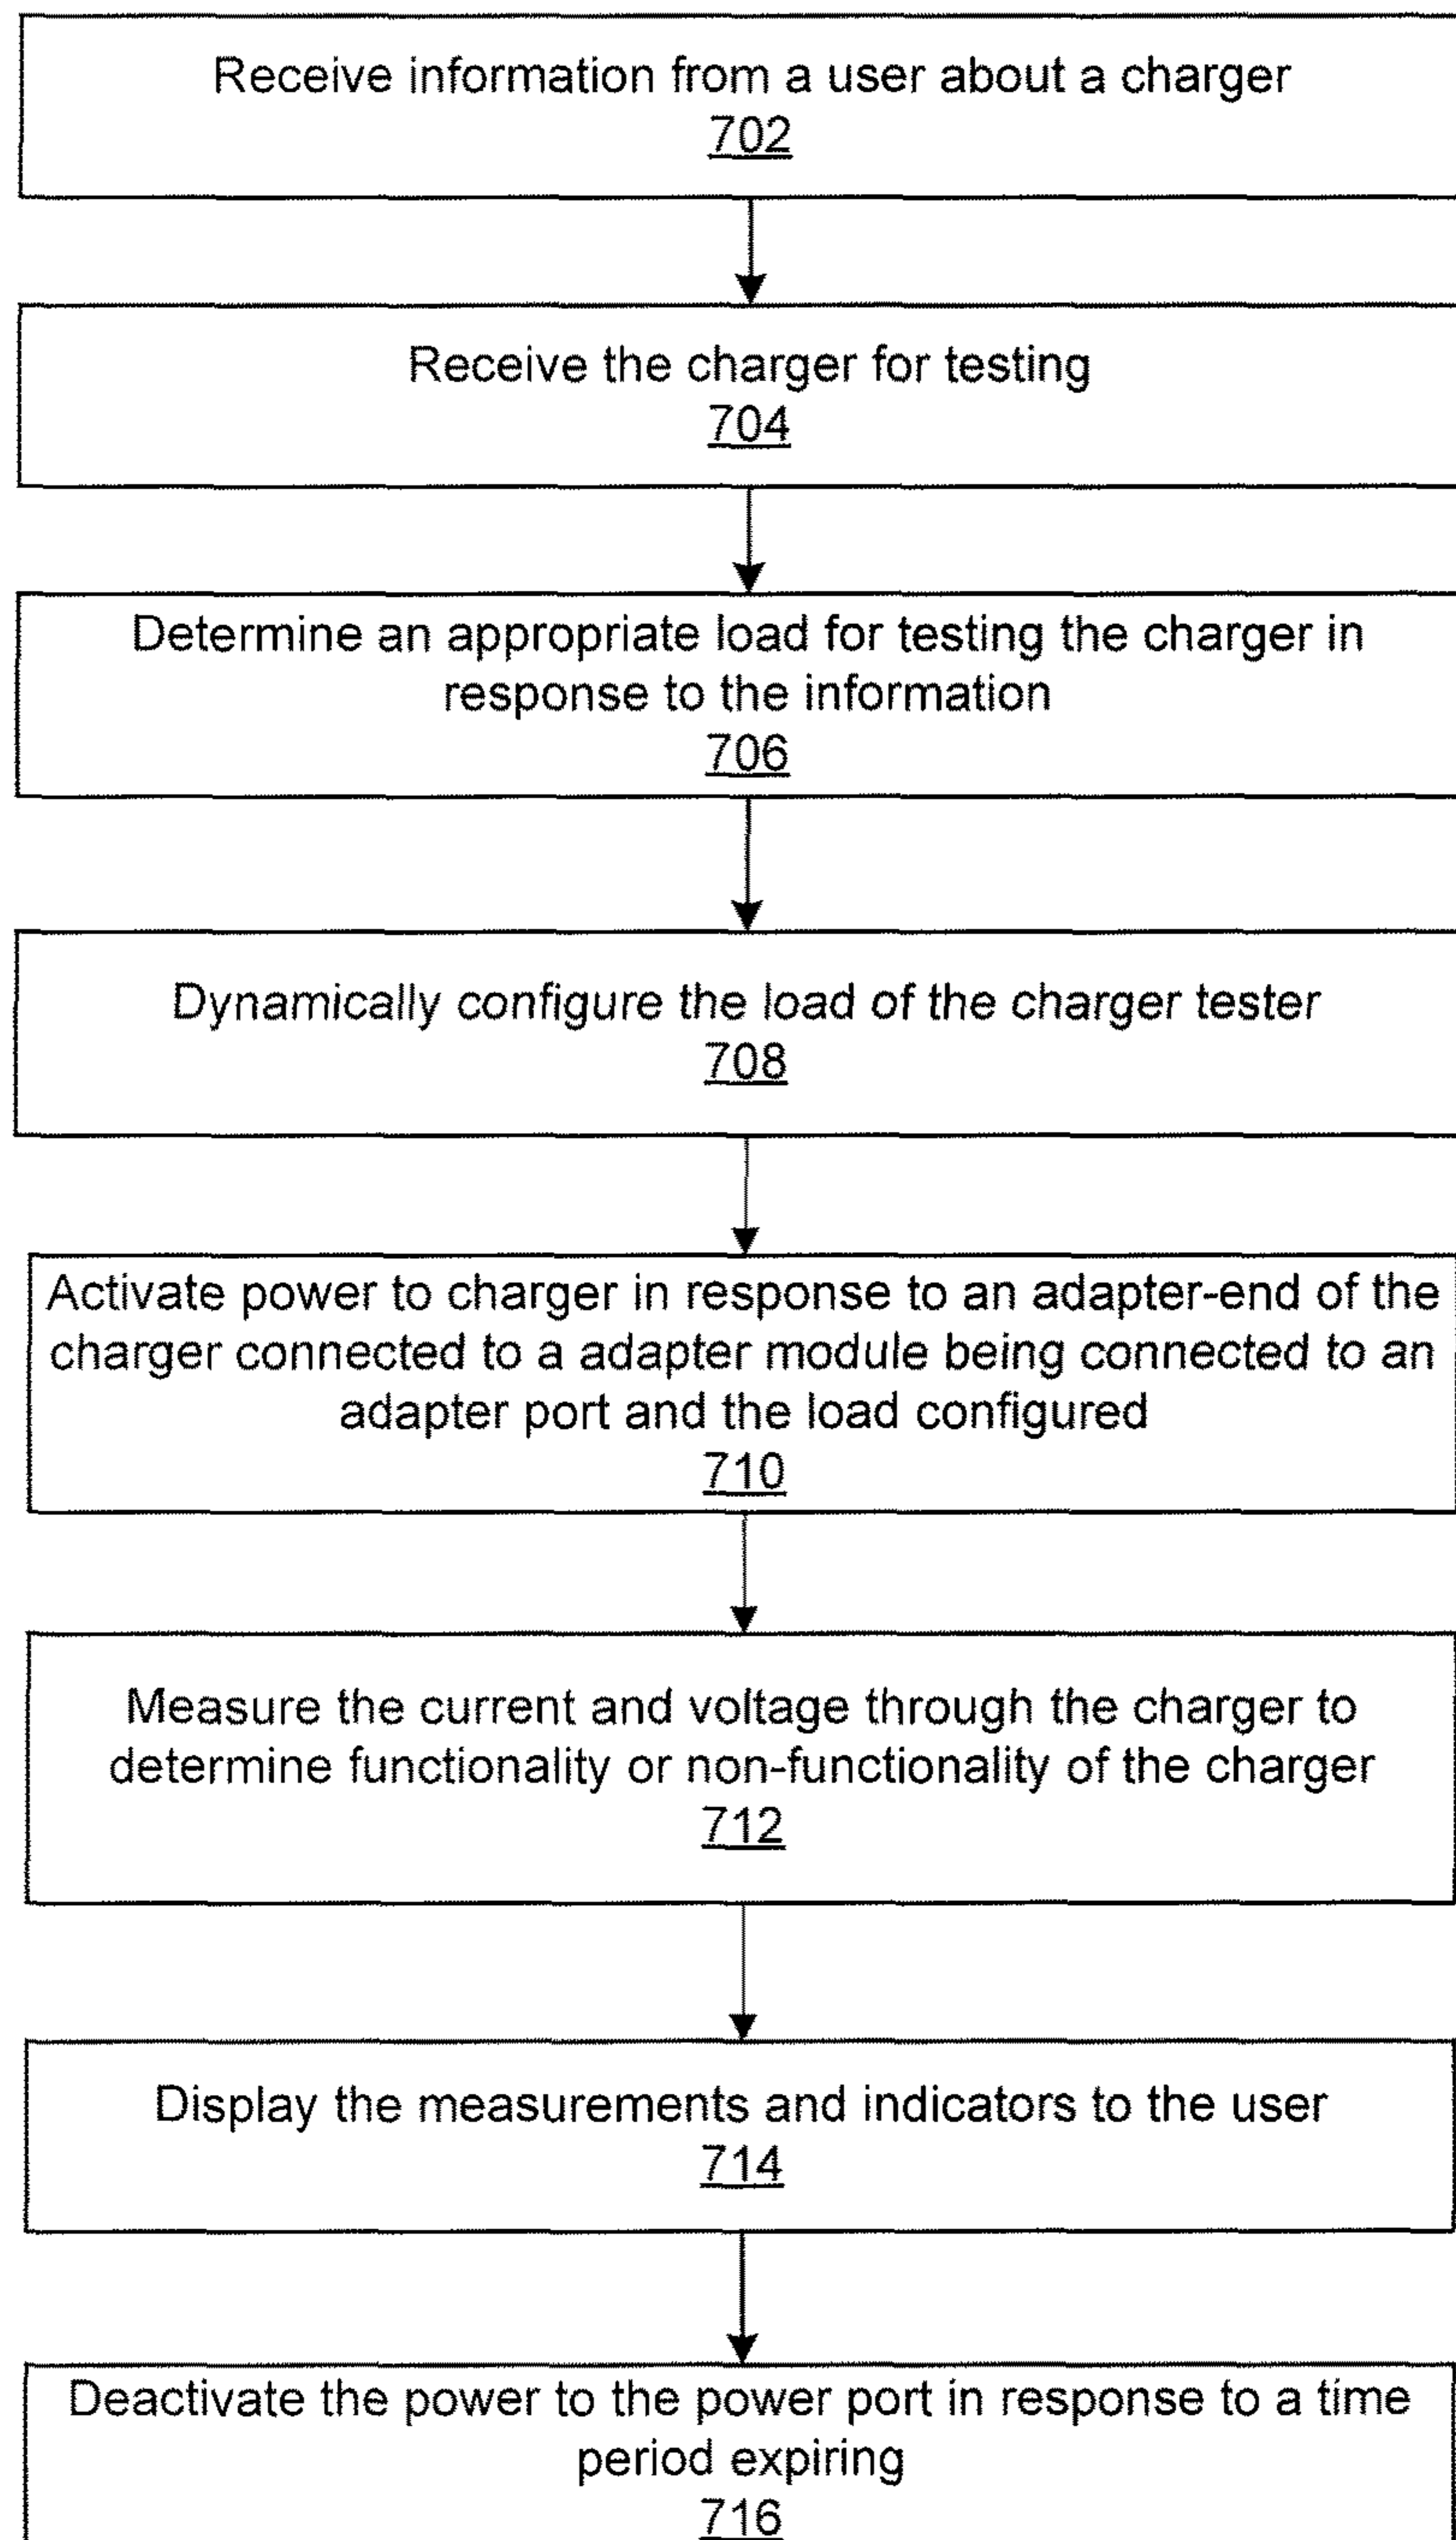 Receive information from a user about a charger
702
Receive the charger for testing
704
Determine an appropriate load for testing the charger in
response to the information
706
Dynamically configure the load of the charger tester
708
Activate power to charger in response to an adapter-end of the
charger connected to a adapter module being connected to an
adapter port and the load configured
710
Measure the current and voltage through the charger to
determine functionality or non-functionality of the charger
712
Display the measurements and indicators to the user
714
Deactivate the power to the power port in response to a time
period expiring
716